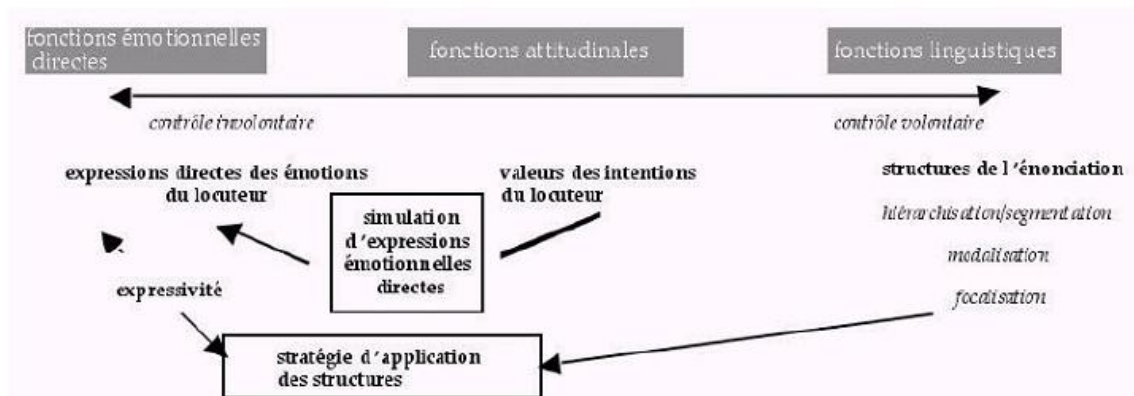 fonctions émotionnelles
directes
fonctions attitudinales
fonctions linguistiques
contrôle involontaire
contrôle volontaire
expressions directes des émotions
du locuteur
valeurs des intentions
du locuteur
structures de l'énonciation
simulation
d'expressions
émotionnelles
directes
hiérarchisation/segmentation
modalisation
focalisation
expressivité
stratégie d'application
des structures